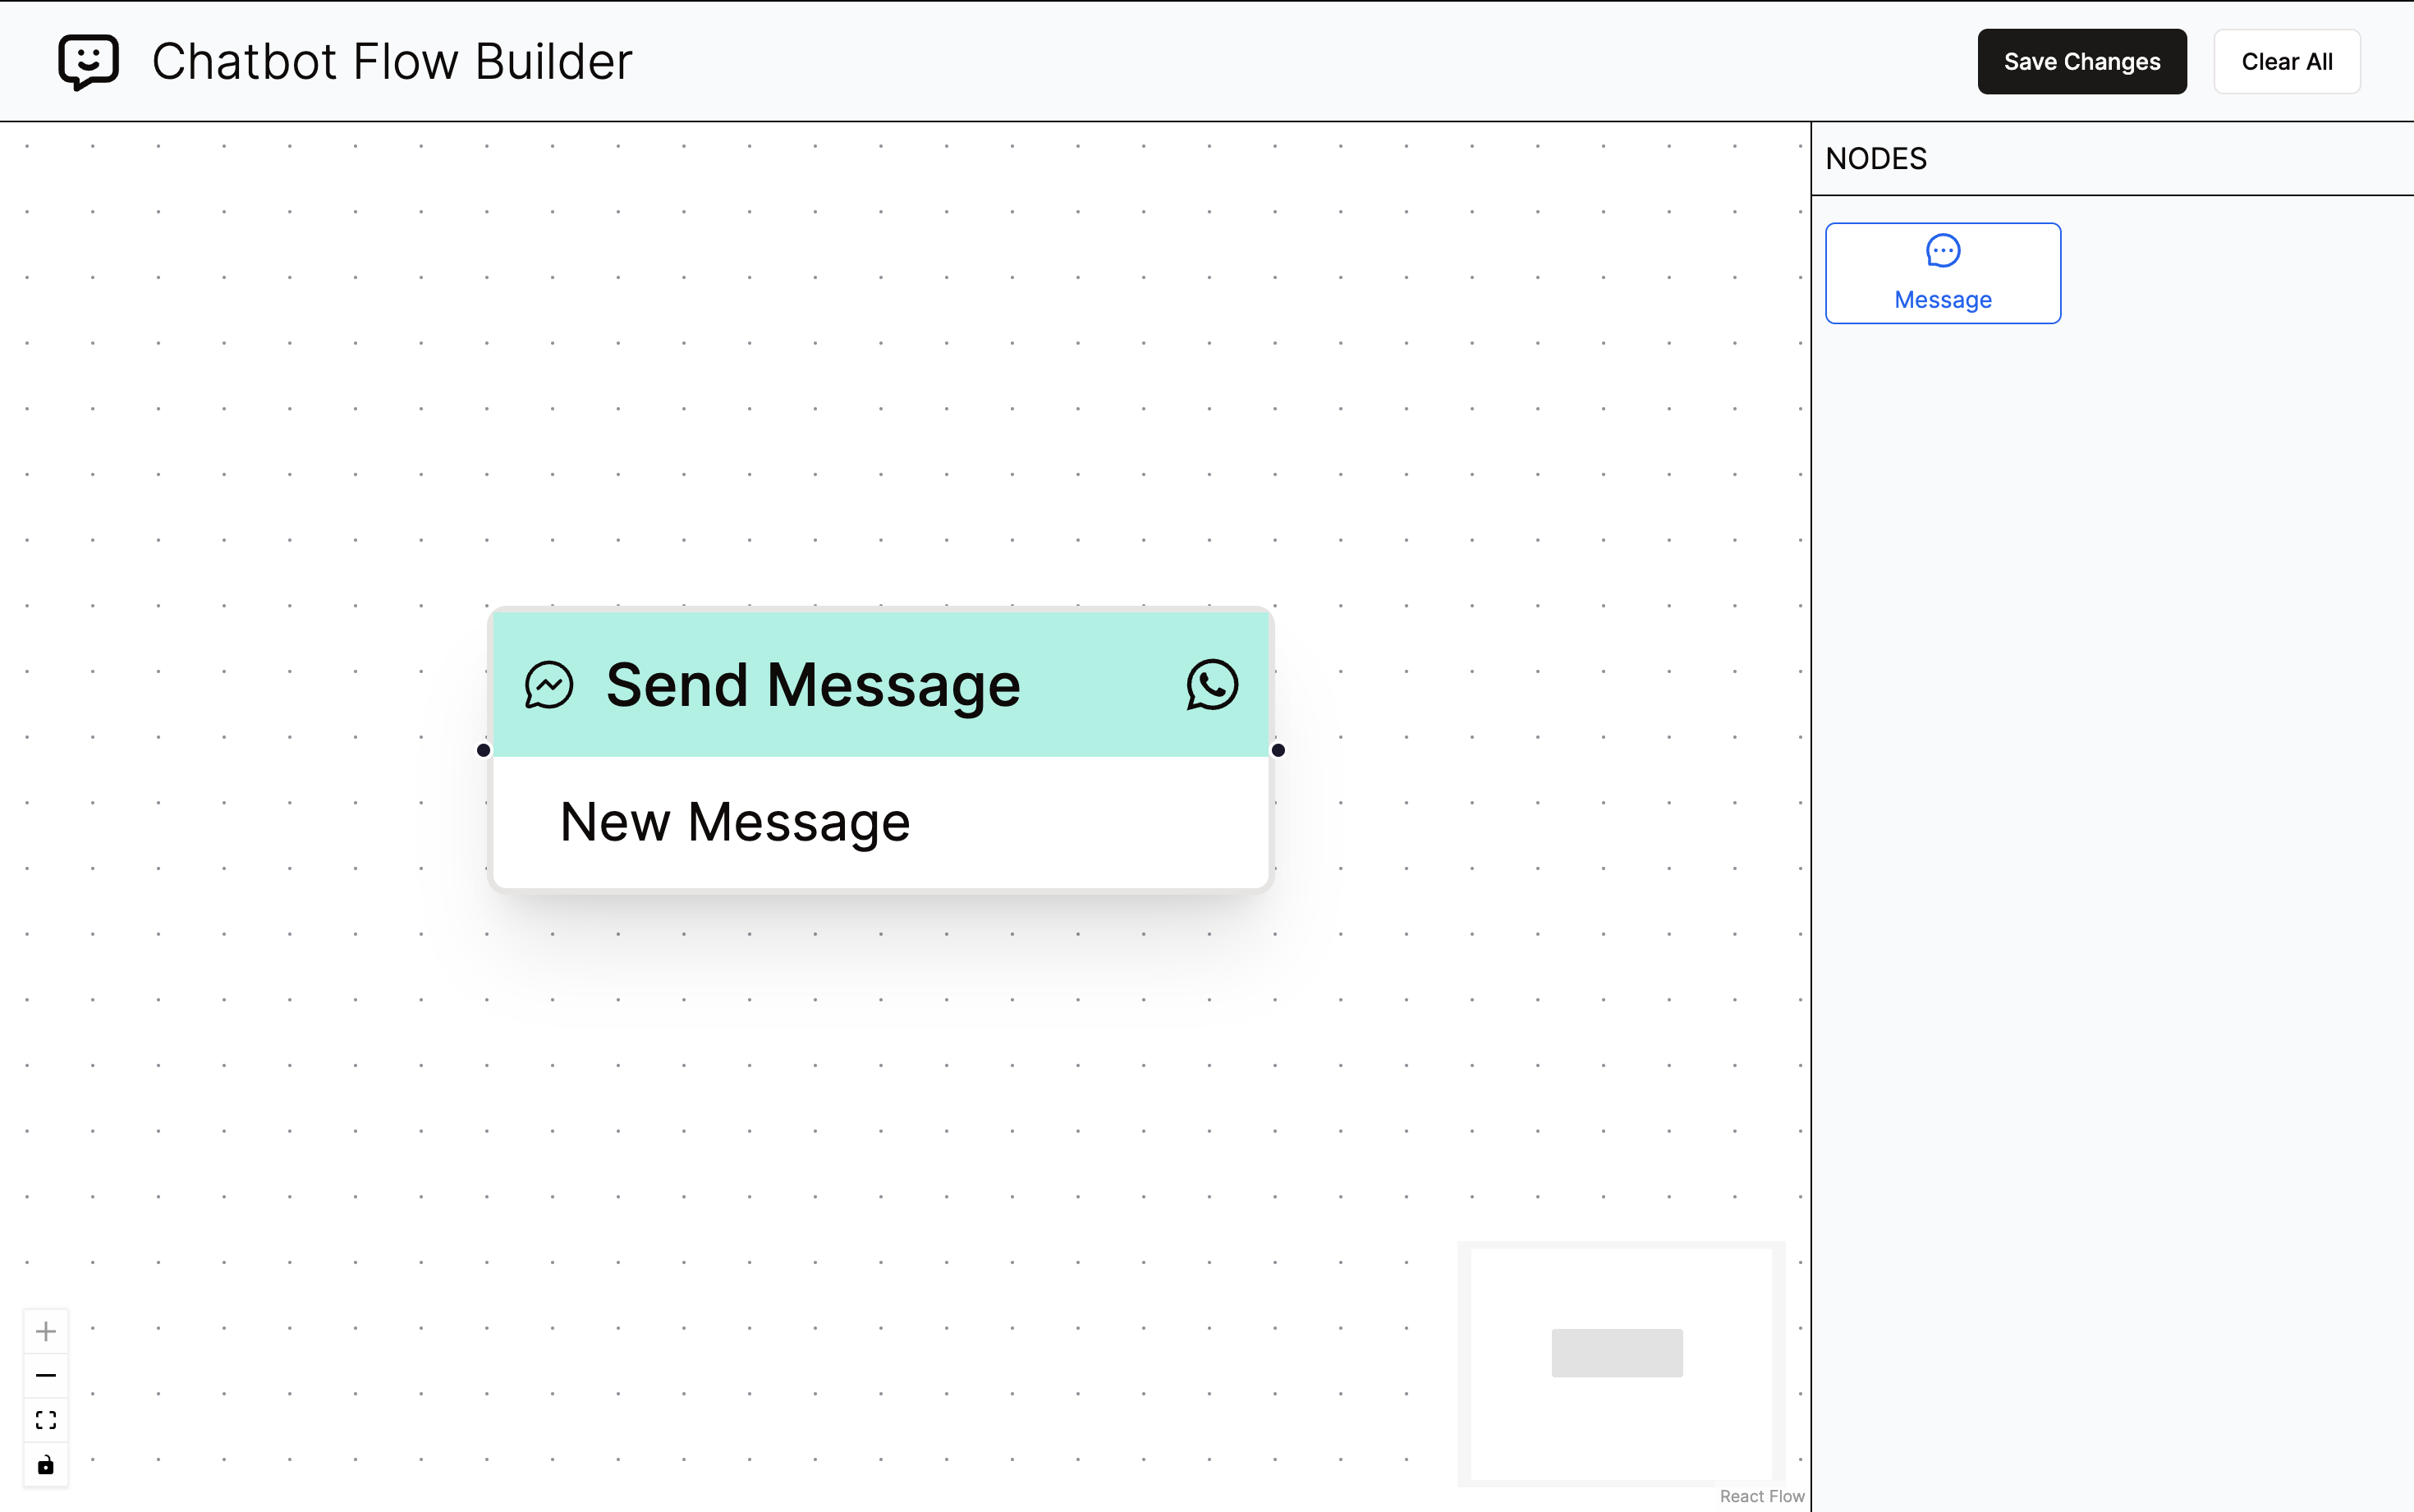 Chatbot Flow Builder
Save Changes
Clear All
NODES
Message
Send Message
New Message
React Flow